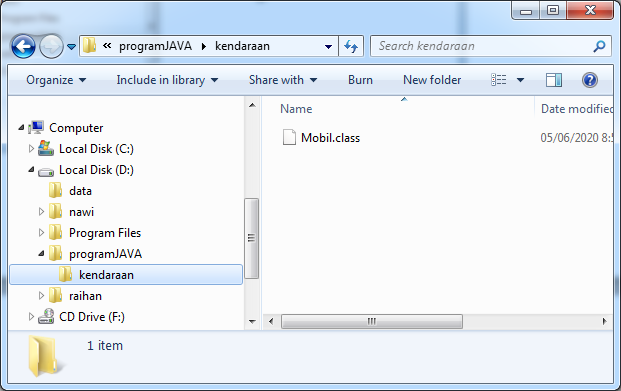 « programJAVA kendaraan
Search kendaraan
Organize Include in library Share with Burn New folder
Name Date modified
Mobil.class 05/06/2020 8:5
Computer
Local Disk (C:)
Local Disk (D:)
data
nawi
Program Files
programJAVA
kendaraan
raihan
CD Drive (F:)
1 item